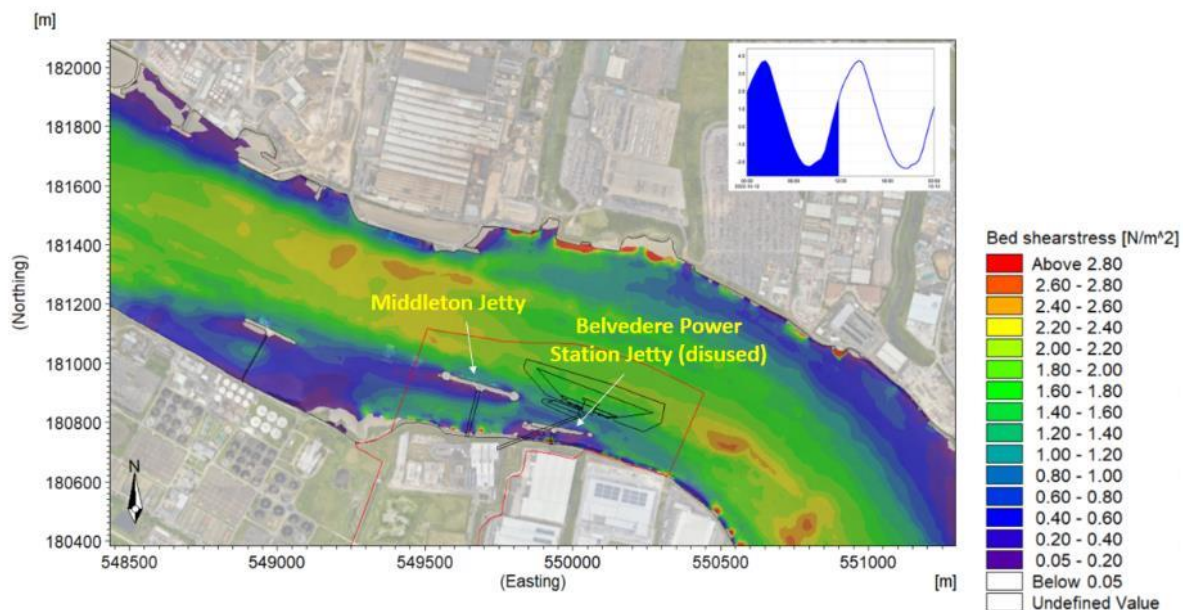 [m]
182000
181800
181600
181400
181200
181000
180800
180600
180400
(Northing)
Middleton Jetty
Belvedere Power
Station Jetty (disused)
N
548500
549000
549500
550000
550500
551000
(Easting)
[m]
Bed shearstress [N/m^2]
Above 2.80
2.60 - 2.80
2.40 - 2.60
2.20 - 2.40
2.00 - 2.20
1.80 - 2.00
1.60 - 1.80
1.40 - 1.60
1.20 - 1.40
1.00 - 1.20
0.80 - 1.00
0.60 - 0.80
0.40 - 0.60
0.20 - 0.40
0.05 - 0.20
Below 0.05
Undefined Value